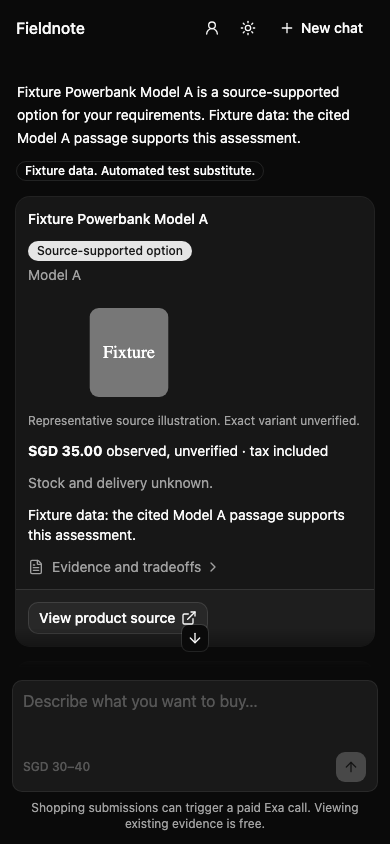 Fieldnote
New chat
Fixture Powerbank Model A is a source-supported
option for your requirements. Fixture data: the cited
Model A passage supports this assessment.
Fixture data. Automated test substitute.
Fixture Powerbank Model A
Source-supported option
Model A
Fixture
Representative source illustration. Exact variant unverified.
SGD 35.00 observed, unverified · tax included
Stock and delivery unknown.
Fixture data: the cited Model A passage supports
this assessment.
Evidence and tradeoffs
View product source
Describe what you want to buy...
SGD 30–40
Shopping submissions can trigger a paid Exa call. Viewing
existing evidence is free.